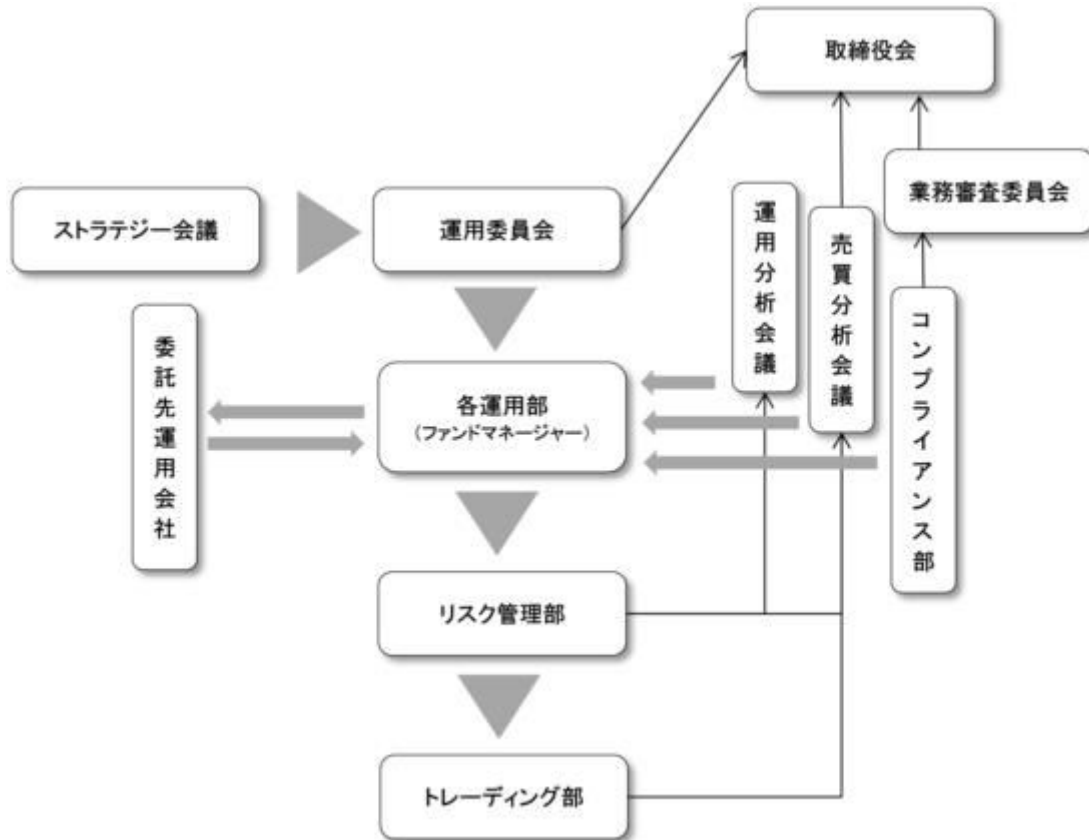 取締役会
業務審査委員会
ストラテジー会議
運用委員会
運用分析会議
売買分析会議
コンプライアンス部
委託先運用会社
各運用部
(ファンドマネージャー)
リスク管理部
トレーディング部